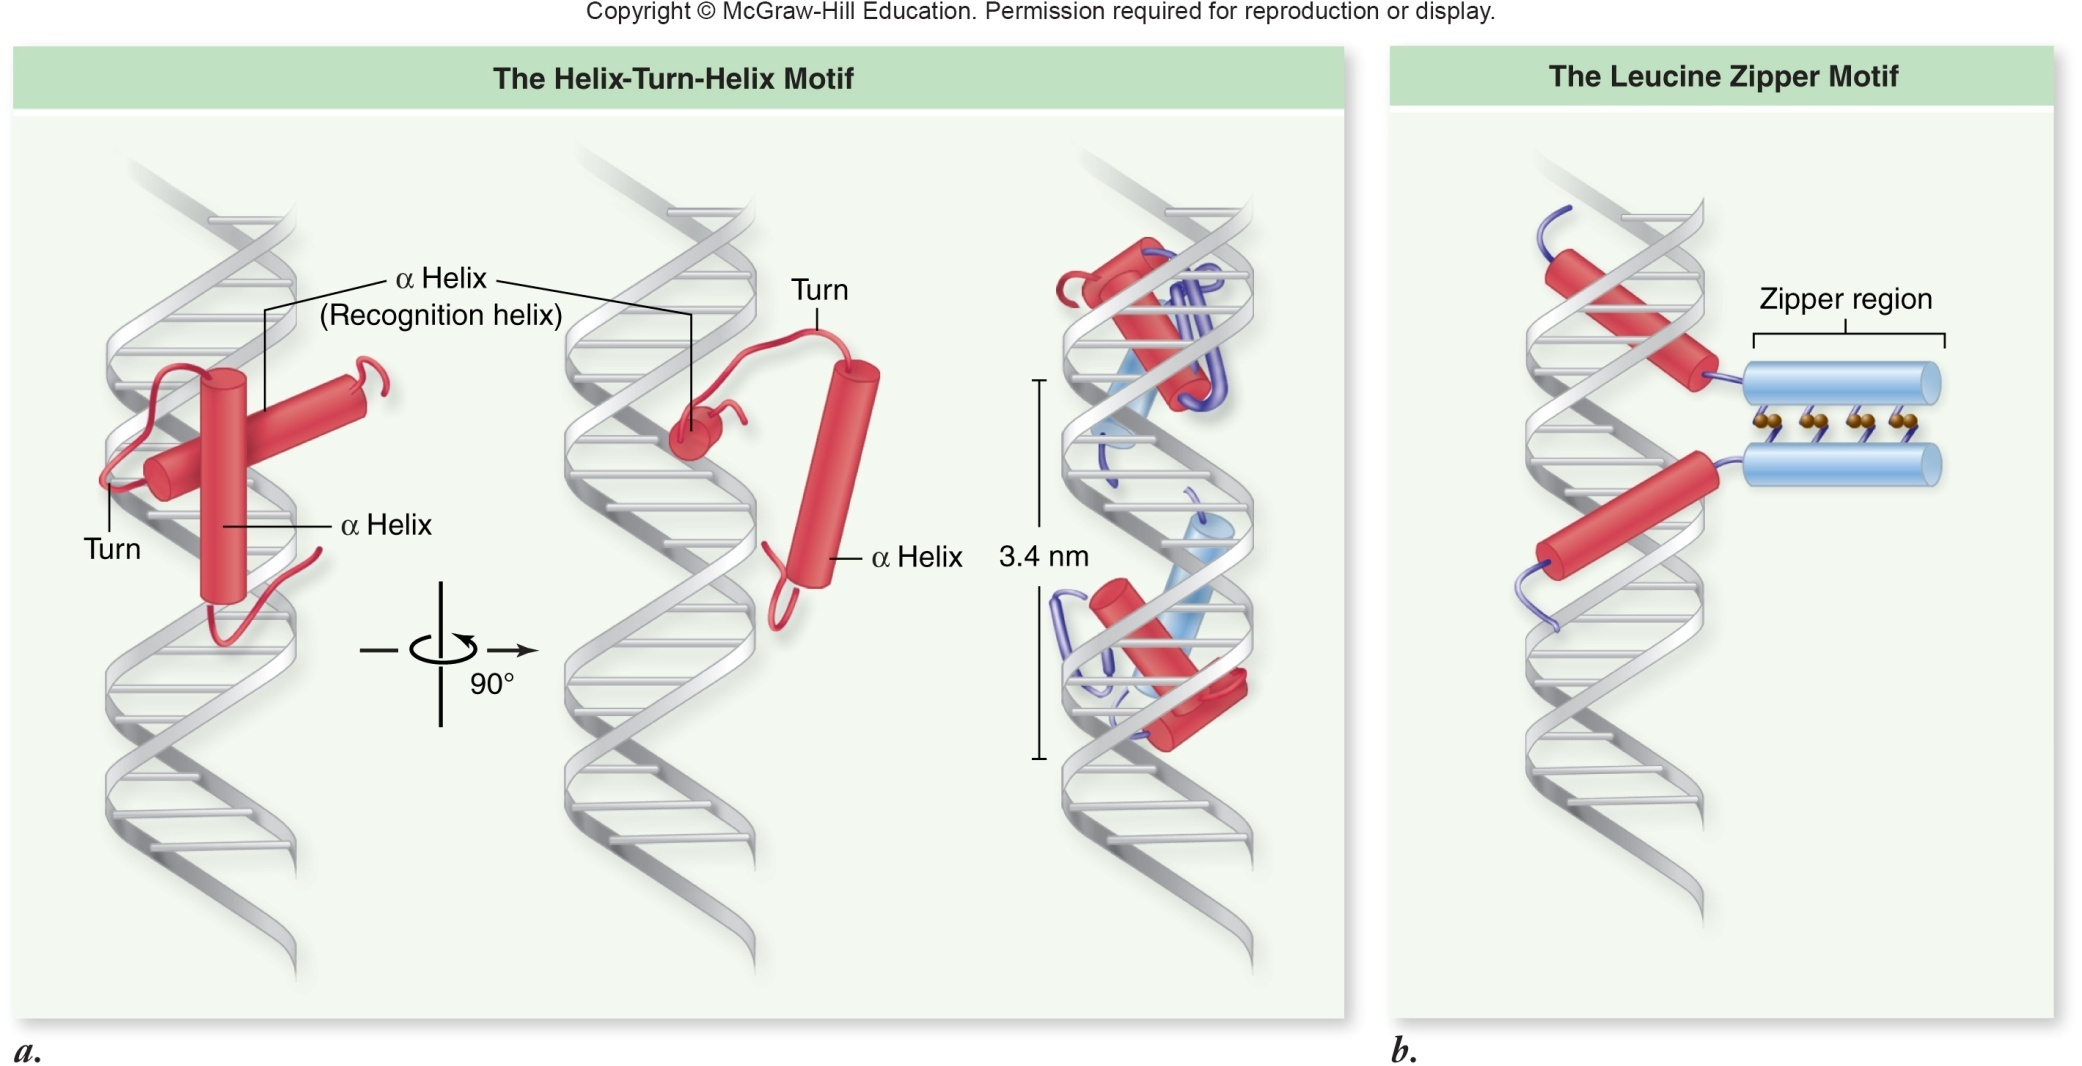 Copyright © McGraw-Hill Education. Permission required for reproduction or display.
The Helix-Turn-Helix Motif
α Helix
(Recognition helix)
Turn
α Helix
Turn
90°
α Helix
3.4 nm
a.
The Leucine Zipper Motif
Zipper region
b.